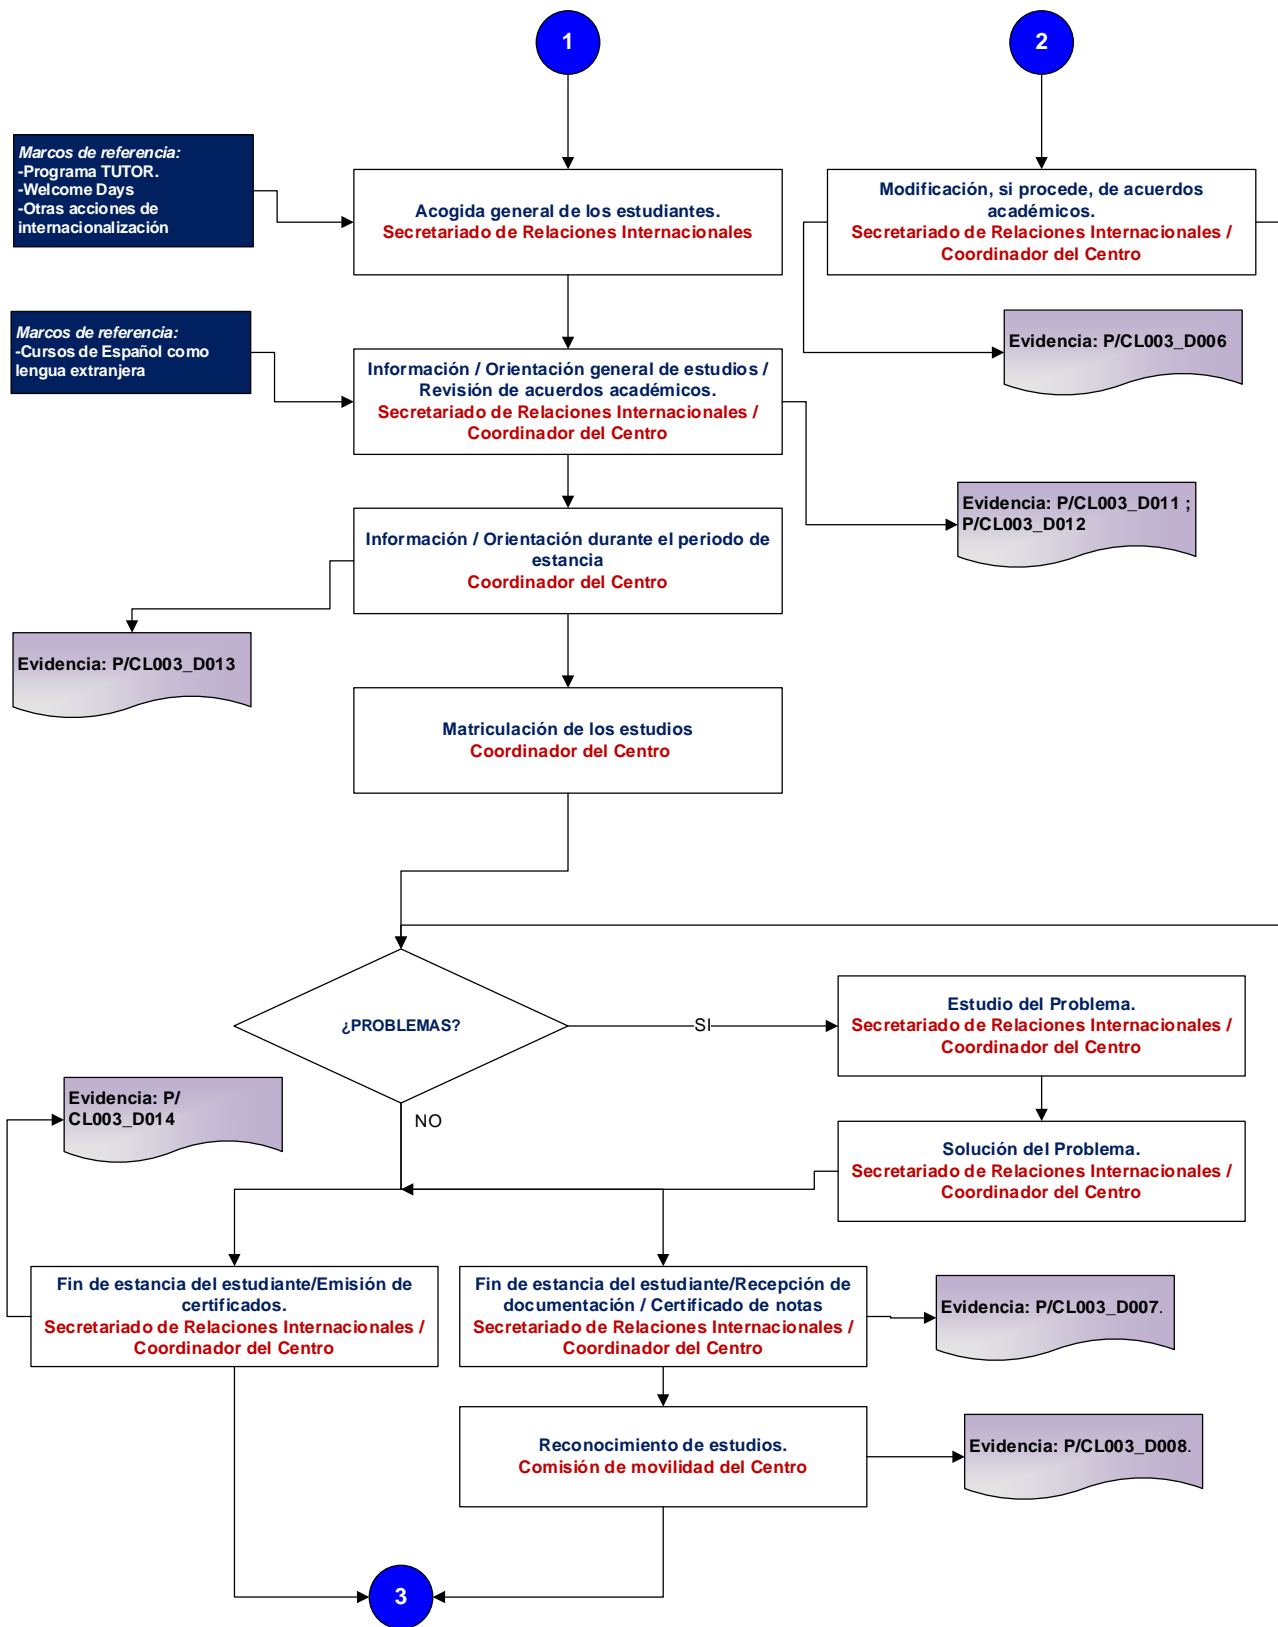 1
2
Marcos de referencia:
-Programa TUTOR.
-Welcome Days
-Otras acciones de
internacionalización
Acogida general de los estudiantes.
Secretariado de Relaciones Internacionales
Modificación, si procede, de acuerdos
académicos.
Secretariado de Relaciones Internacionales /
Coordinador del Centro
Marcos de referencia:
-Cursos de Español como
lengua extranjera
Evidencia: P/CL003_D006
Información / Orientación general de estudios /
Revisión de acuerdos académicos.
Secretariado de Relaciones Internacionales /
Coordinador del Centro
Evidencia: P/CL003_D011 ;
P/CL003_D012
Información / Orientación durante el periodo de
estancia
Coordinador del Centro
Evidencia: P/CL003_D013
Matriculación de los estudios
Coordinador del Centro
¿PROBLEMAS?
SI
Estudio del Problema.
Secretariado de Relaciones Internacionales /
Coordinador del Centro
Evidencia: P/
CL003_D014
NO
Solución del Problema.
Secretariado de Relaciones Internacionales /
Coordinador del Centro
Fin de estancia del estudiante/Emisión de
certificados.
Secretariado de Relaciones Internacionales /
Coordinador del Centro
Fin de estancia del estudiante/Recepción de
documentación / Certificado de notas
Secretariado de Relaciones Internacionales /
Coordinador del Centro
Evidencia: P/CL003_D007.
Reconocimiento de estudios.
Comisión de movilidad del Centro
Evidencia: P/CL003_D008.
3